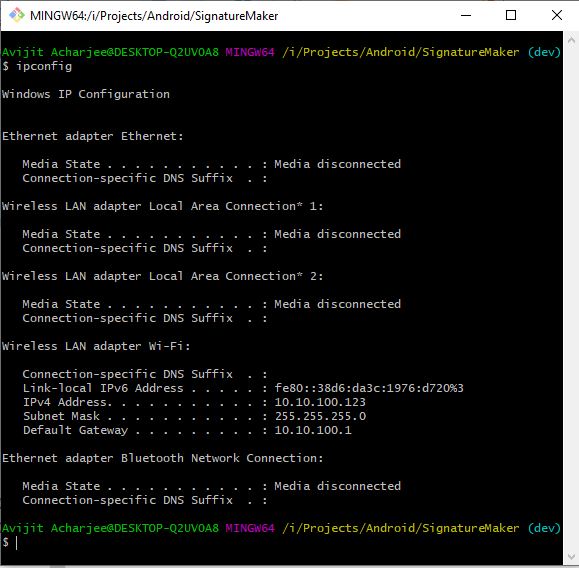 MINGW64:/i/Projects/Android/SignatureMaker
Avijit Acharjee@DESKTOP-Q2UVOA8 MINGW64 /i/Projects/Android/SignatureMaker (dev)
$ ipconfig
Windows IP Configuration
Ethernet adapter Ethernet:
   Media State . . . . . . . . . . . : Media disconnected
   Connection-specific DNS Suffix  . :
Wireless LAN adapter Local Area Connection* 1:
   Media State . . . . . . . . . . . : Media disconnected
   Connection-specific DNS Suffix  . :
Wireless LAN adapter Local Area Connection* 2:
   Media State . . . . . . . . . . . : Media disconnected
   Connection-specific DNS Suffix  . :
Wireless LAN adapter Wi-Fi:
   Connection-specific DNS Suffix  . :
   Link-local IPv6 Address . . . . . : fe80::38d6:da3c:1976:d720%3
   IPv4 Address. . . . . . . . . . . : 10.10.100.123
   Subnet Mask . . . . . . . . . . . : 255.255.255.0
   Default Gateway . . . . . . . . . : 10.10.100.1
Ethernet adapter Bluetooth Network Connection:
   Media State . . . . . . . . . . . : Media disconnected
   Connection-specific DNS Suffix  . :
Avijit Acharjee@DESKTOP-Q2UVOA8 MINGW64 /i/Projects/Android/SignatureMaker (dev)
$